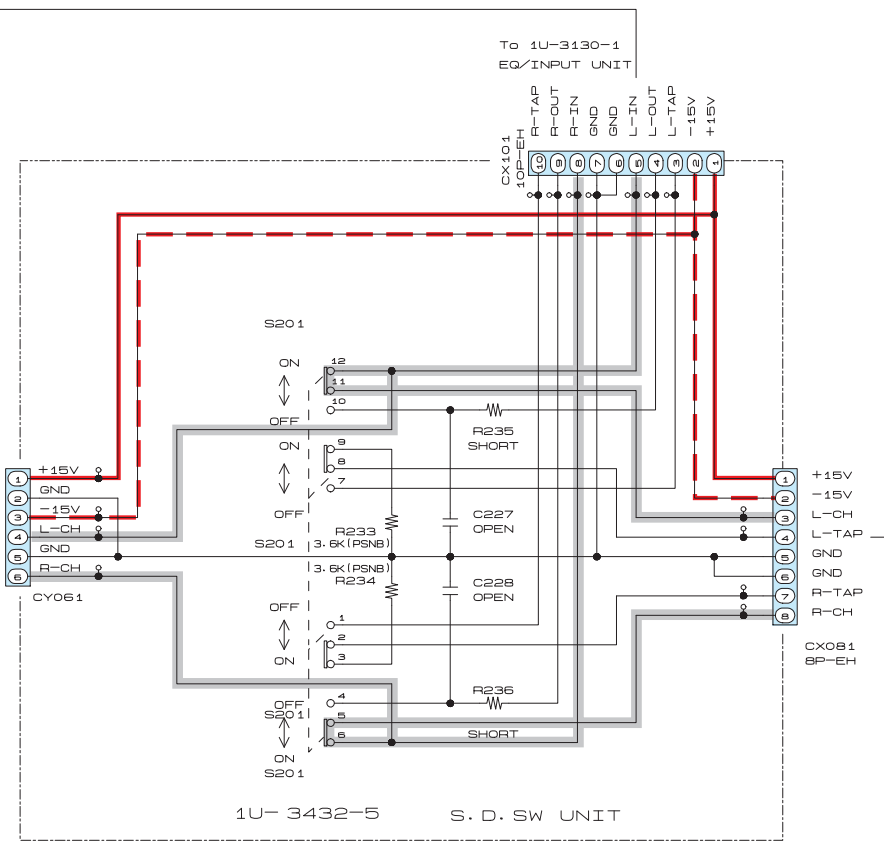 To 1U-3130-1
EQ/INPUT UNIT
R-TAP
R-OUT
R-IN
GND
GND
L-IN
L-OUT
L-TAP
-15V
+15V
CX101
10P-EH
10
9
8
7
6
5
4
3
2
1
S201
ON
12
11
10
OFF
R235
SHORT
ON
9
8
7
OFF
+15V
1
GND
2
-15V
3
L-CH
4
GND
5
R-CH
6
CY061
R233
3.6K(PSNB)
S201
3.6K(PSNB)
R234
C227
OPEN
C228
OPEN
1 +15V
2 -15V
3 L-CH
4 L-TAP
5 GND
6 GND
7 R-TAP
8 R-CH
CX081
8P-EH
OFF
1
2
ON
3
4
OFF
R236
S201
5
6
SHORT
ON
S201
1U-3432-5 S.D.SW UNIT